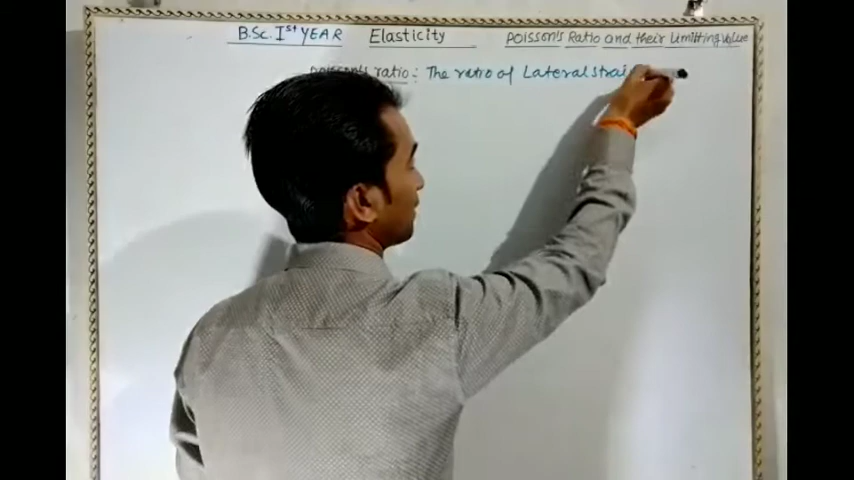 B.Sc. Ist YEAR Elasticity Poisson's Ratio and their Limiting value
ratio: The ratio of Lateral strai